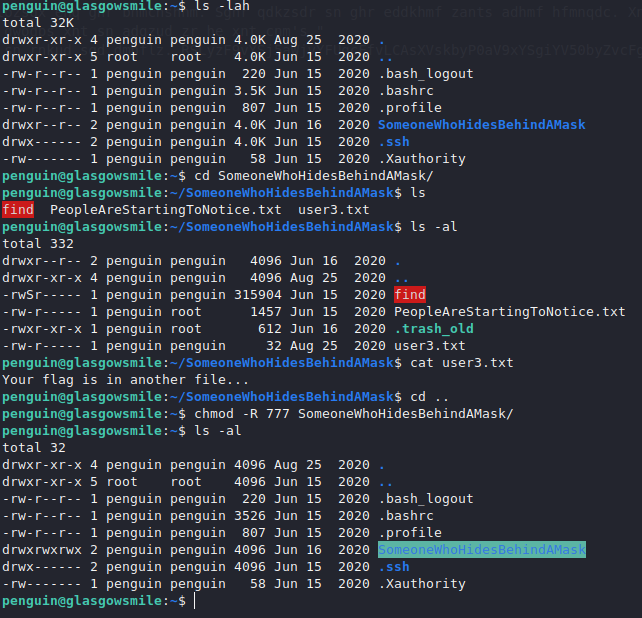 penguin@glasgowsmile:~$ ls -lah
total 32K
drwxr-xr-x 4 penguin penguin 4.0K Aug 25  2020 .
drwxr-xr-x 5 root    root    4.0K Jun 15  2020 ..
-rw-r--r-- 1 penguin penguin  220 Jun 15  2020 .bash_logout
-rw-r--r-- 1 penguin penguin 3.5K Jun 15  2020 .bashrc
-rw-r--r-- 1 penguin penguin  807 Jun 15  2020 .profile
drwxr--r-- 2 penguin penguin 4.0K Jun 16  2020 SomeoneWhoHidesBehindAMask
drwx------ 2 penguin penguin 4.0K Jun 15  2020 .ssh
-rw------- 1 penguin penguin   58 Jun 15  2020 .Xauthority
penguin@glasgowsmile:~$ cd SomeoneWhoHidesBehindAMask/
penguin@glasgowsmile:~/SomeoneWhoHidesBehindAMask$ ls
find  PeopleAreStartingToNotice.txt  user3.txt
penguin@glasgowsmile:~/SomeoneWhoHidesBehindAMask$ ls -al
total 332
drwxr--r-- 2 penguin penguin   4096 Jun 16  2020 .
drwxr-xr-x 4 penguin penguin   4096 Aug 25  2020 ..
-rwSr----- 1 penguin penguin 315904 Jun 15  2020 find
-rw-r----- 1 penguin root      1457 Jun 15  2020 PeopleAreStartingToNotice.txt
-rwxr-xr-x 1 penguin root       612 Jun 16  2020 .trash_old
-rw-r----- 1 penguin penguin     32 Aug 25  2020 user3.txt
penguin@glasgowsmile:~/SomeoneWhoHidesBehindAMask$ cat user3.txt
Your flag is in another file...
penguin@glasgowsmile:~/SomeoneWhoHidesBehindAMask$ cd ..
penguin@glasgowsmile:~$ chmod -R 777 SomeoneWhoHidesBehindAMask/
penguin@glasgowsmile:~$ ls -al
total 32
drwxr-xr-x 4 penguin penguin 4096 Aug 25  2020 .
drwxr-xr-x 5 root    root    4096 Jun 15  2020 ..
-rw-r--r-- 1 penguin penguin  220 Jun 15  2020 .bash_logout
-rw-r--r-- 1 penguin penguin 3526 Jun 15  2020 .bashrc
-rw-r--r-- 1 penguin penguin  807 Jun 15  2020 .profile
drwxrwxrwx 2 penguin penguin 4096 Jun 16  2020 SomeoneWhoHidesBehindAMask
drwx------ 2 penguin penguin 4096 Jun 15  2020 .ssh
-rw------- 1 penguin penguin   58 Jun 15  2020 .Xauthority
penguin@glasgowsmile:~$